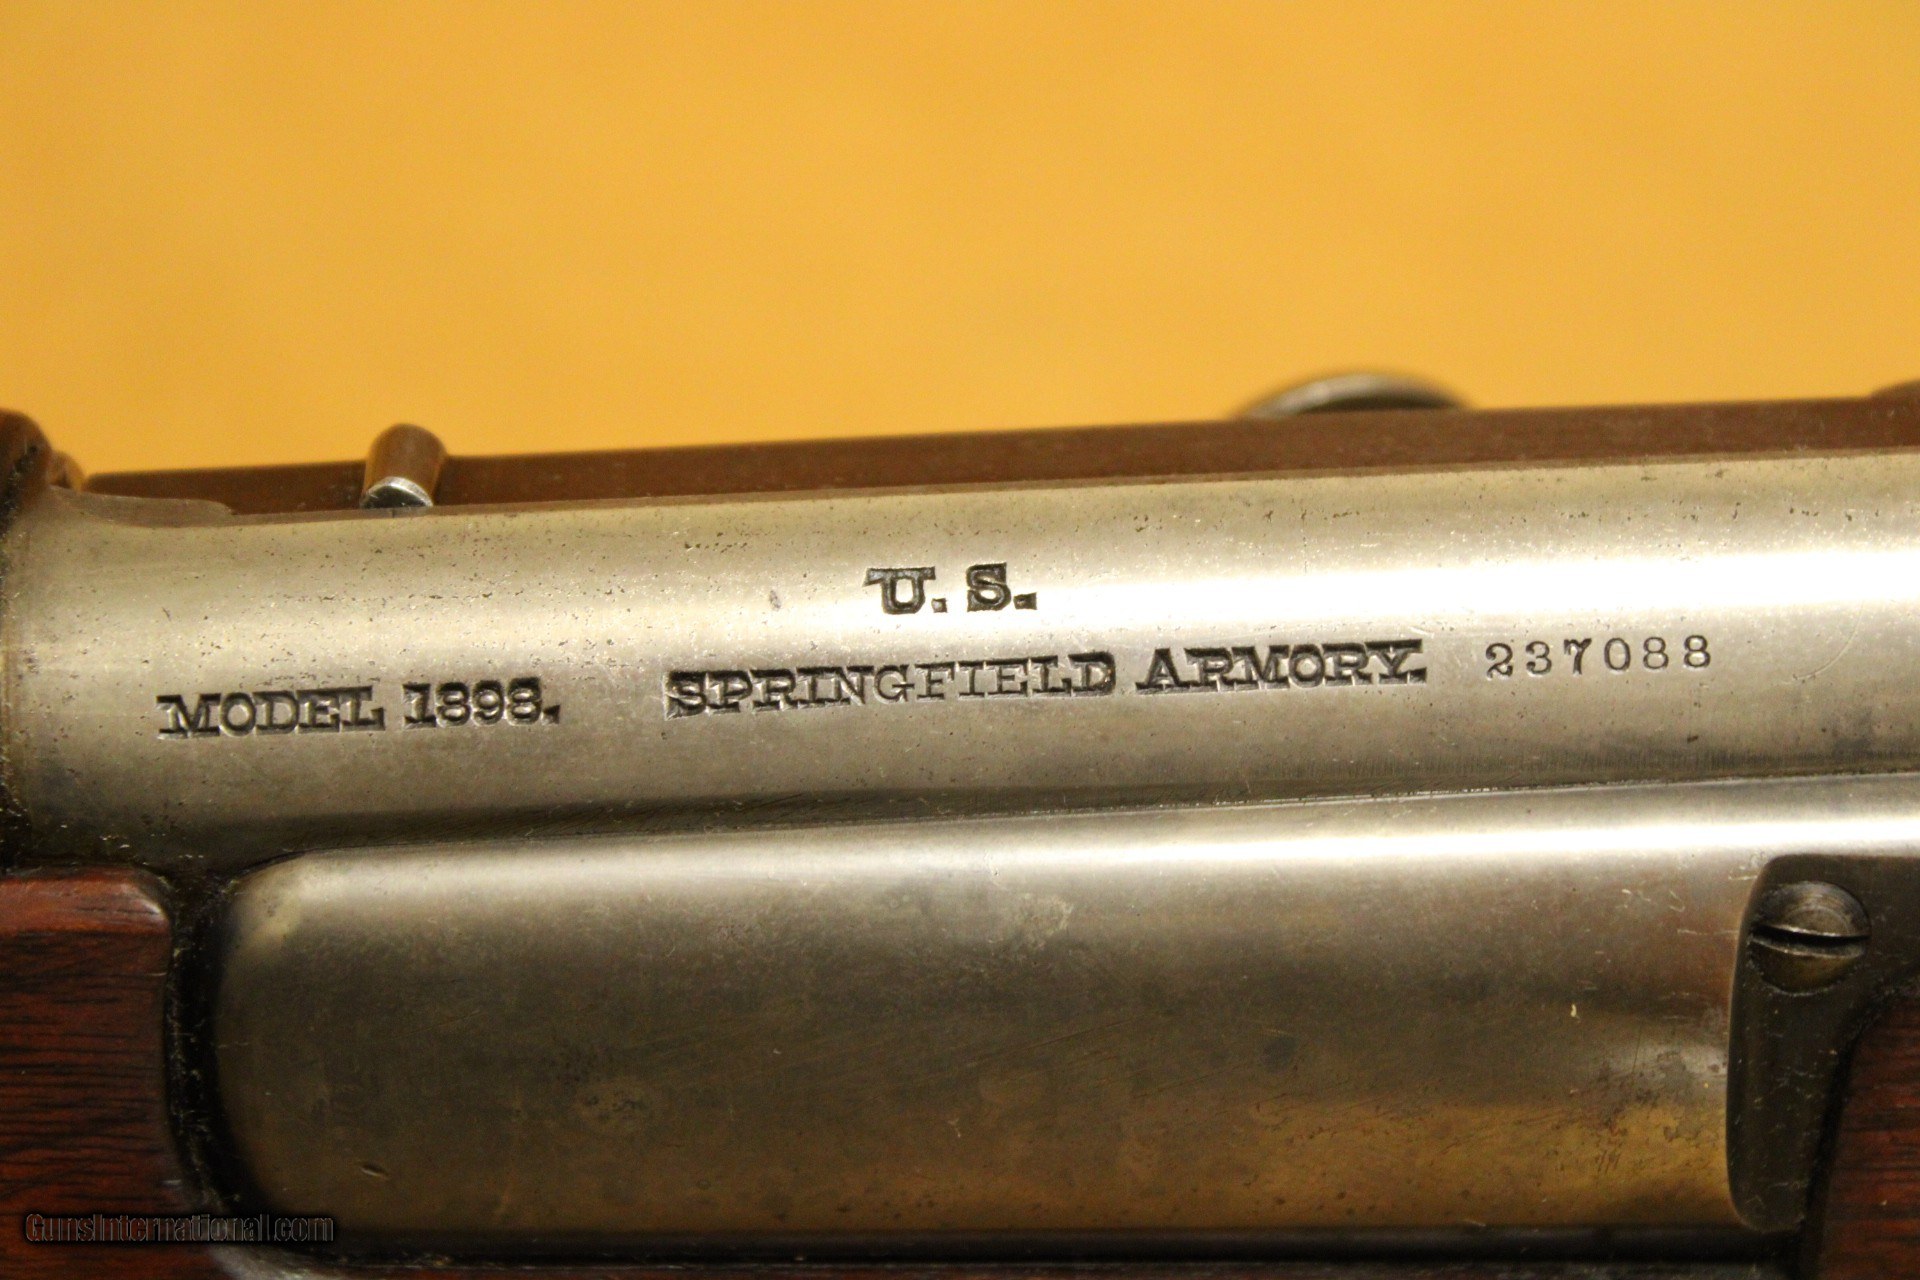 U. S.
MODEL 1898. SPRINGFIELD ARMORY. 237088
GunsInternational.com